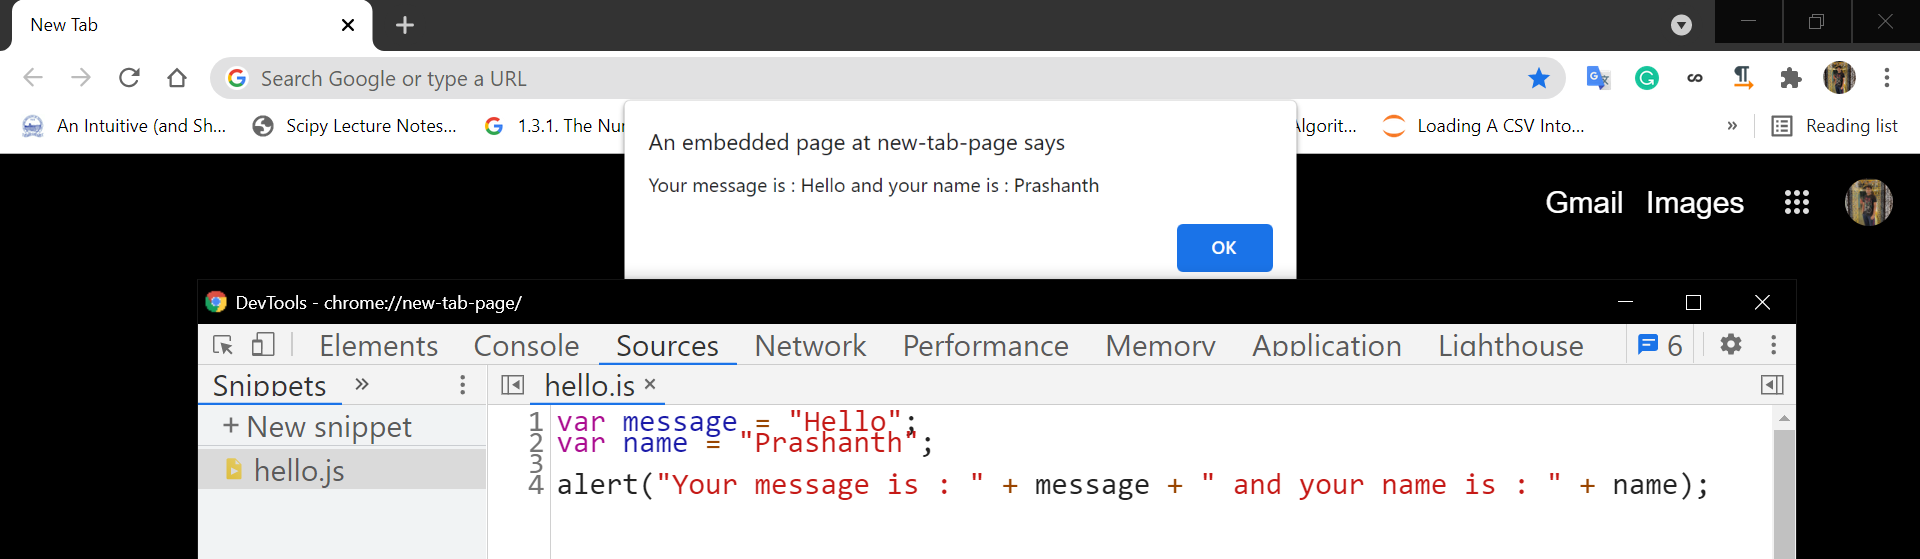 New Tab
Search Google or type a URL
An Intuitive (and Sh... Scipy Lecture Notes... 1.3.1. The Nu Algorit... Loading A CSV Into... » Reading list
An embedded page at new-tab-page says
Your message is : Hello and your name is : Prashanth
Gmail Images
OK
DevTools - chrome://new-tab-page/
Elements Console Sources Network Performance Memory Application Lighthouse 6
Snippets » hello.js ×
+ New snippet
hello.js
1 var message = "Hello";
2 var name = "Prashanth";
3
4 alert("Your message is : " + message + " and your name is : " + name);